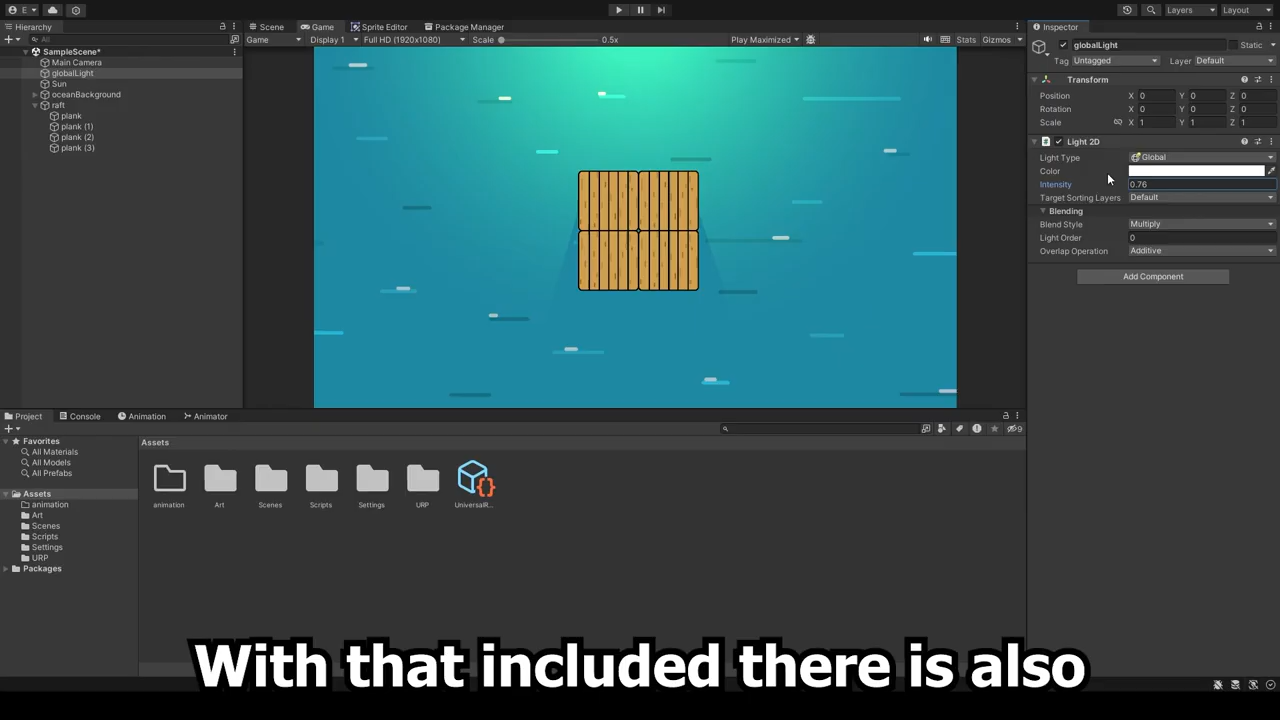 E
Layers
Layout
Hierarchy
All
SampleScene*
Main Camera
globalLight
Sun
oceanBackground
raft
plank
plank (1)
plank (2)
plank (3)
Scene
Game
Sprite Editor
Package Manager
Game
Display 1
Full HD (1920x1080)
Scale
0.5x
Play Maximized
Stats
Gizmos
Inspector
globalLight
Static
Tag
Untagged
Layer
Default
Transform
Position
X 0 Y 0 Z 0
Rotation
X 0 Y 0 Z 0
Scale
X 1 Y 1 Z 1
Light 2D
Light Type
Global
Color
Intensity
0.76
Target Sorting Layers
Default
Blending
Blend Style
Multiply
Light Order
0
Overlap Operation
Additive
Add Component
Project
Console
Animation
Animator
9
Favorites
All Materials
All Models
All Prefabs
Assets
animation
Art
Scenes
Scripts
Settings
URP
Packages
Assets
animation
Art
Scenes
Scripts
Settings
URP
UniversalR...
With that included there is also